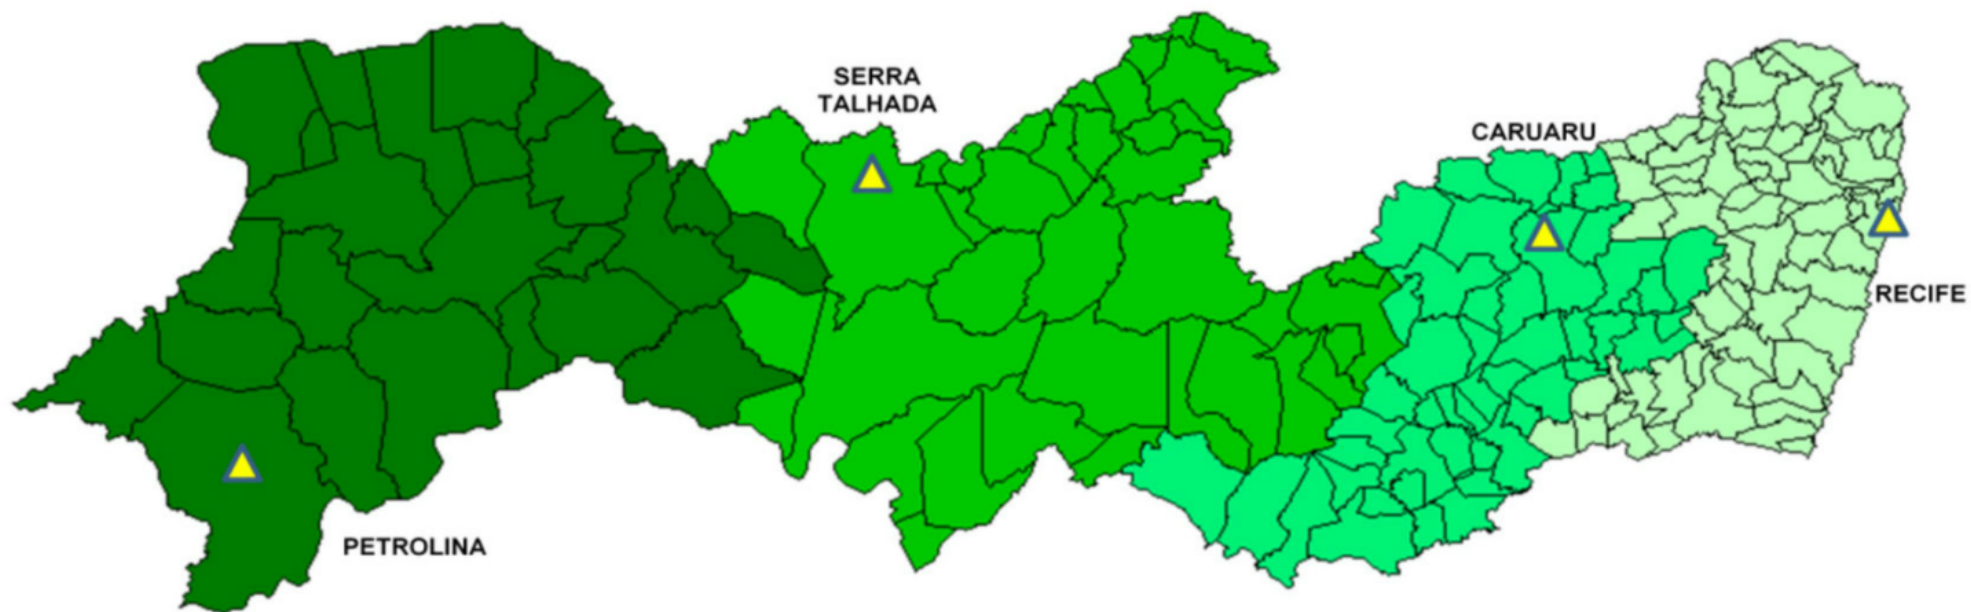 SERRA
TALHADA
CARUARU
RECIFE
PETROLINA